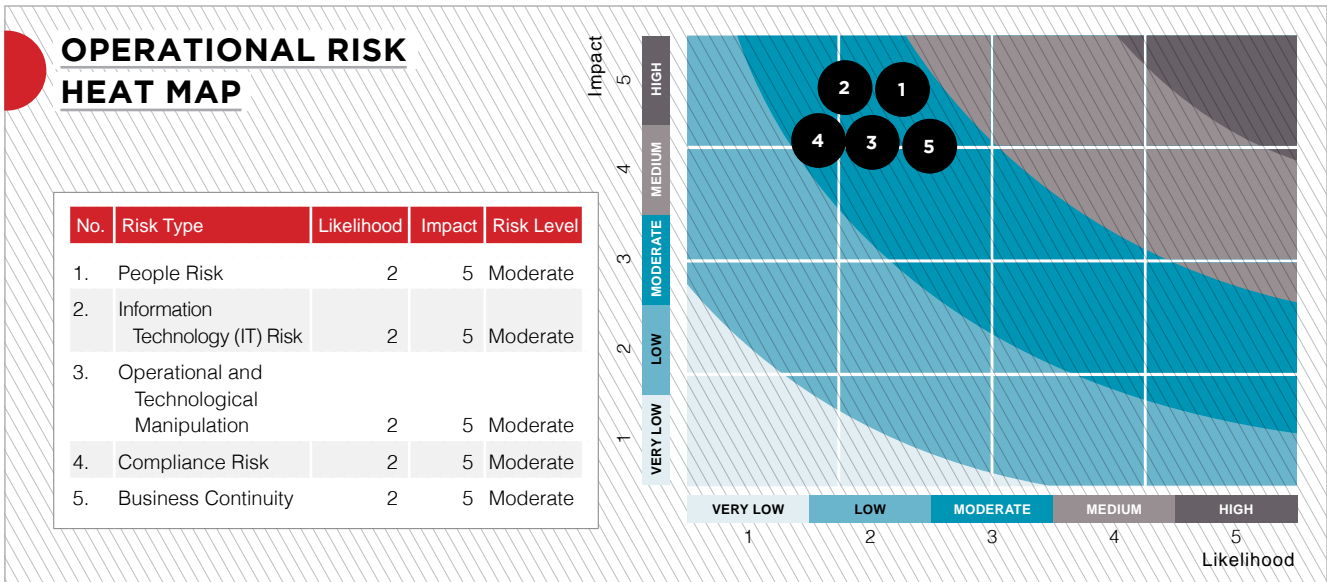 OPERATIONAL RISK
HEAT MAP
No. Risk Type Likelihood Impact Risk Level
1. People Risk 2 5 Moderate
2. Information
Technology (IT) Risk 2 5 Moderate
3. Operational and
Technological
Manipulation 2 5 Moderate
4. Compliance Risk 2 5 Moderate
5. Business Continuity 2 5 Moderate
Impact
5 HIGH
4 MEDIUM
3 MODERATE
2 LOW
1 VERY LOW
2 1
4 3 5
VERY LOW LOW MODERATE MEDIUM HIGH
1 2 3 4 5
Likelihood